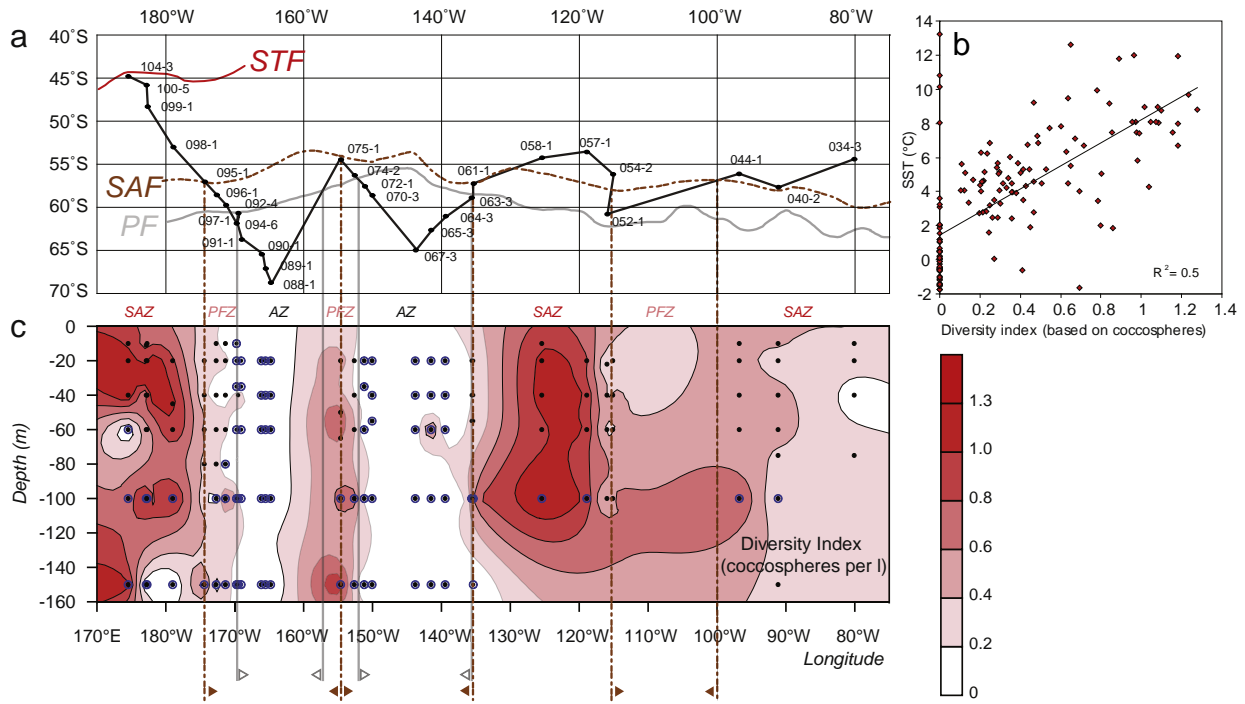 180°W 170°W 160°W 150°W 140°W 130°W 120°W 110°W 100°W 90°W 80°W
a
40°S
45°S
50°S
55°S
60°S
65°S
70°S
STF
SAF
PF
104-3
100-5
099-1
098-1
095-1
096-1
092-4
097-1
094-6
091-1
090-1
089-1
088-1
075-1
074-2
072-1
070-3
067-3
065-3
064-3
063-3
061-1
058-1
057-1
054-2
052-1
044-1
040-2
034-3
b
14
12
10
8
6
4
2
0
-2
SST (°C)
R²= 0.5
0 0.2 0.4 0.6 0.8 1 1.2 1.4
Diversity index (based on coccospheres)
SAZ PFZ AZ PFZ AZ SAZ PFZ SAZ
c
0
-20
-40
-60
-80
-100
-120
-140
-160
Depth (m)
Diversity Index
(coccospheres per l)
170°E 180°W 170°W 160°W 150°W 140°W 130°W 120°W 110°W 100°W 90°W 80°W
Longitude
1.3
1.0
0.8
0.6
0.4
0.2
0